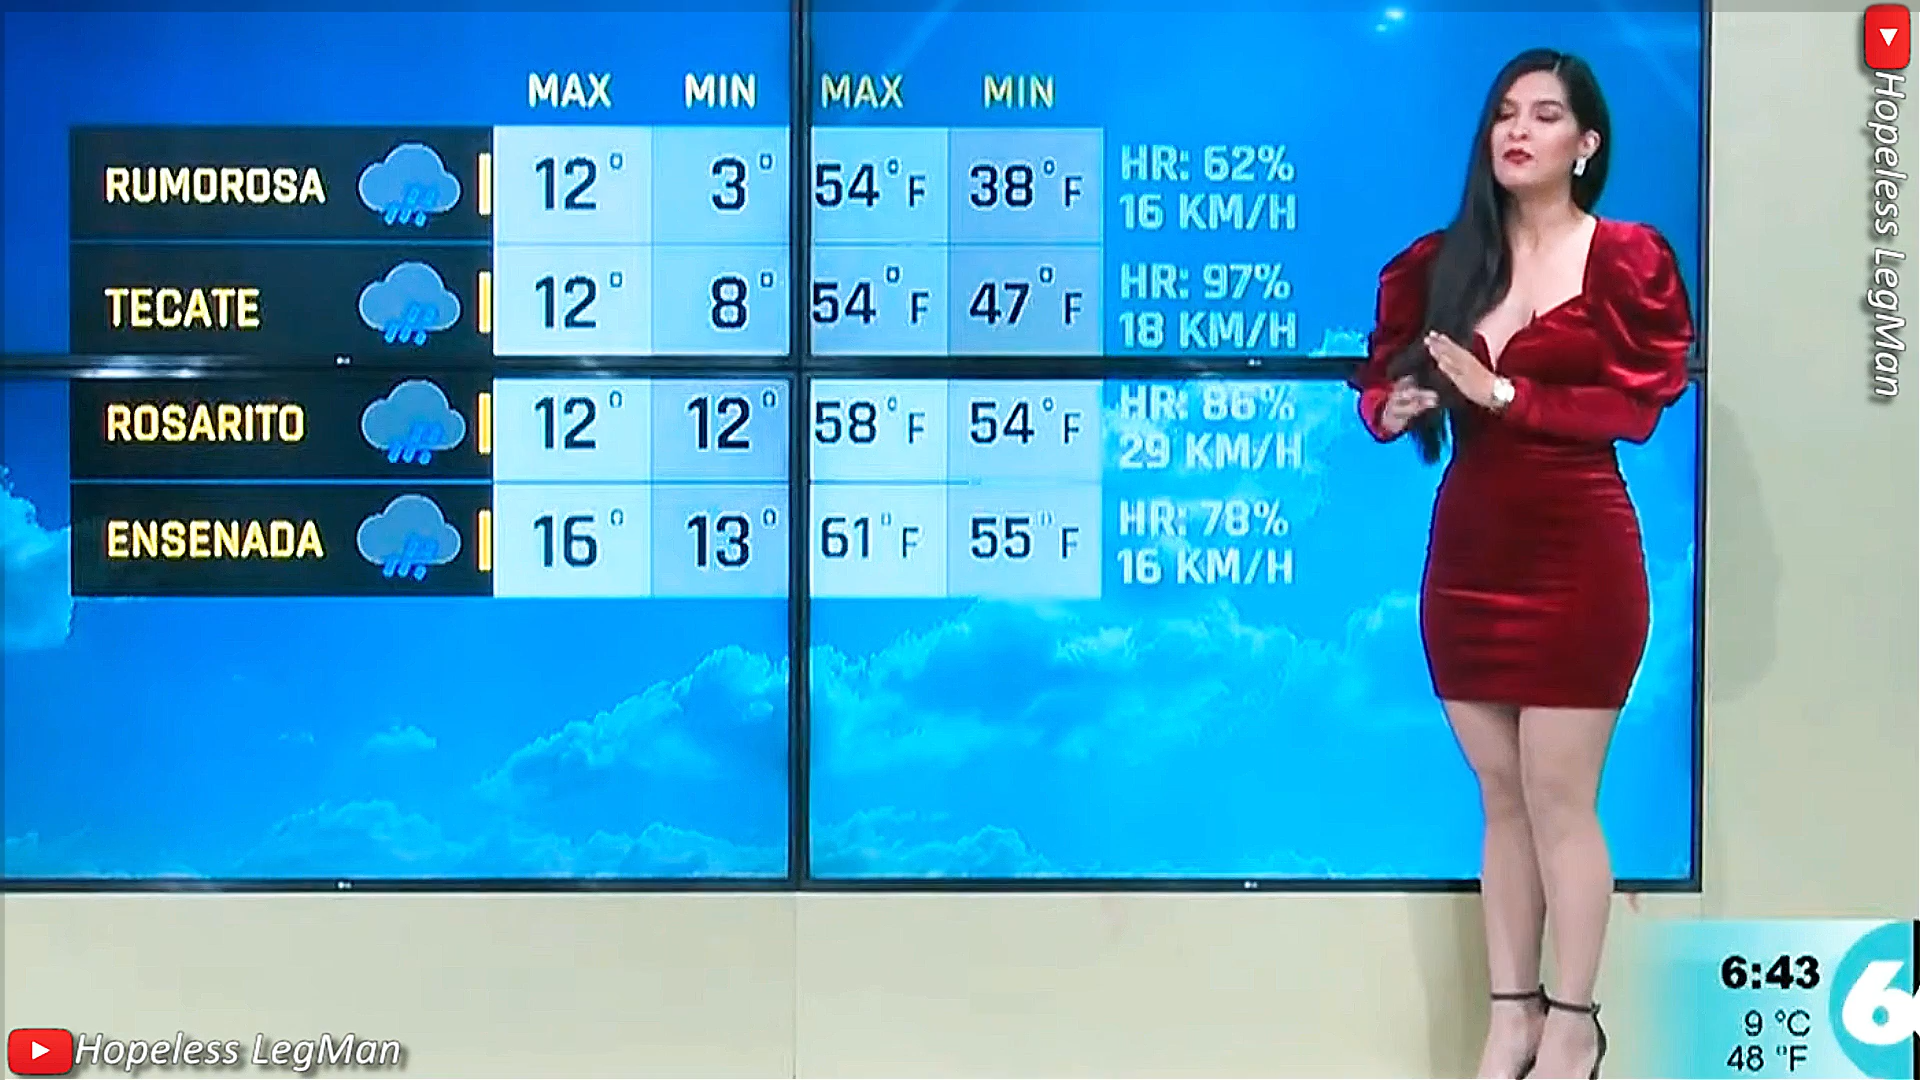 MAX MIN MAX MIN
RUMOROSA 12° 3° 54°F 38°F HR: 62%
16 KM/H
TECATE 12° 8° 54°F 47°F HR: 97%
18 KM/H
ROSARITO 12° 12° 58°F 54°F HR: 86%
29 KM/H
ENSENADA 16° 13° 61°F 55°F HR: 78%
16 KM/H
Hopeless LegMan
6:43
6
9 °C
48 °F
Hopeless LegMan